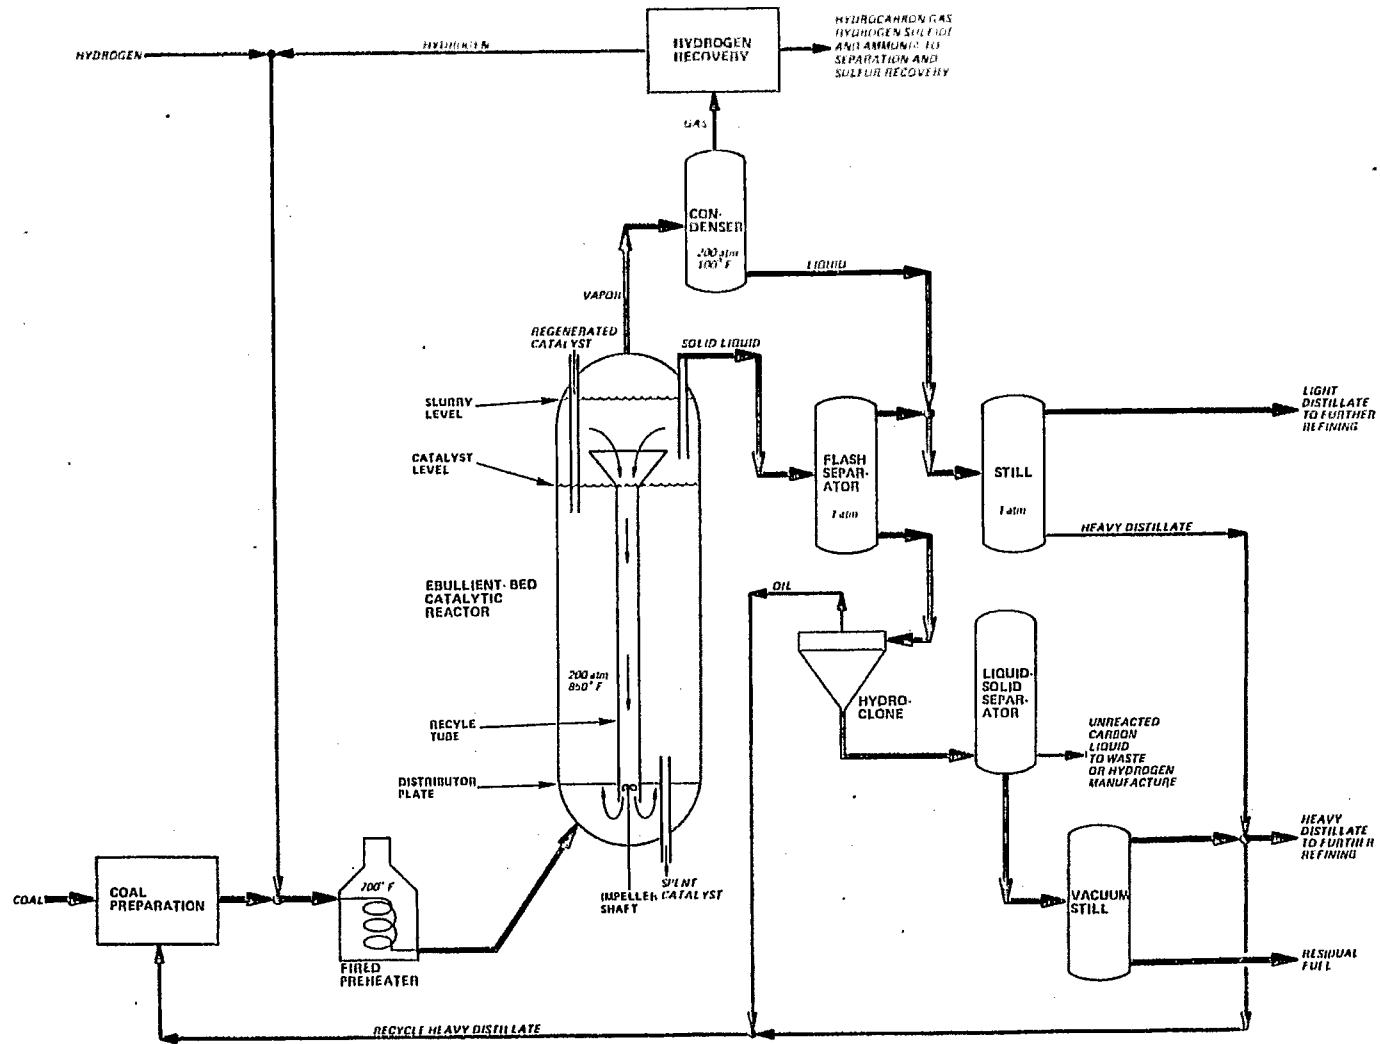 HYDROGEN
HYDROGEN
HYDROGEN
RECOVERY
HYDROCARBON GAS
HYDROGEN SULFIDE
AND AMMONIA TO
SEPARATION AND
SULFUR RECOVERY
GAS
CON-
DENSER
200 atm
100° F
LIQUID
VAPOR
REGENERATED
CATALYST
SOLID LIQUID
SLURRY
LEVEL
CATALYST
LEVEL
FLASH
SEPAR-
ATOR
1 atm
STILL
1 atm
LIGHT
DISTILLATE
TO FURTHER
REFINING
HEAVY DISTILLATE
EBULLIENT-BED
CATALYTIC
REACTOR
OIL
200 atm
850° F
HYDRO-
CLONE
LIQUID-
SOLID
SEPAR-
ATOR
RECYLE
TUBE
UNREACTED
CARBON
LIQUID
TO WASTE
OR HYDROGEN
MANUFACTURE
DISTRIBUTOR
PLATE
HEAVY
DISTILLATE
TO FURTHER
REFINING
COAL
COAL
PREPARATION
700° F
FIRED
PREHEATER
IMPELLER
SHAFT
SPENT
CATALYST
VACUUM
STILL
RESIDUAL
FUEL
RECYCLE HEAVY DISTILLATE